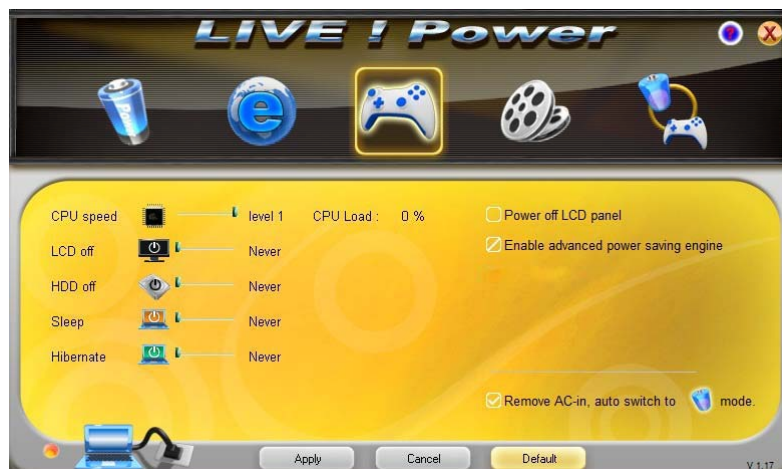 LIVE ! Power
CPU speed level 1 CPU Load : 0 % Power off LCD panel
LCD off Never Enable advanced power saving engine
HDD off Never
Sleep Never
Hibernate Never
Remove AC-in, auto switch to mode.
Apply Cancel Default
V 1.17